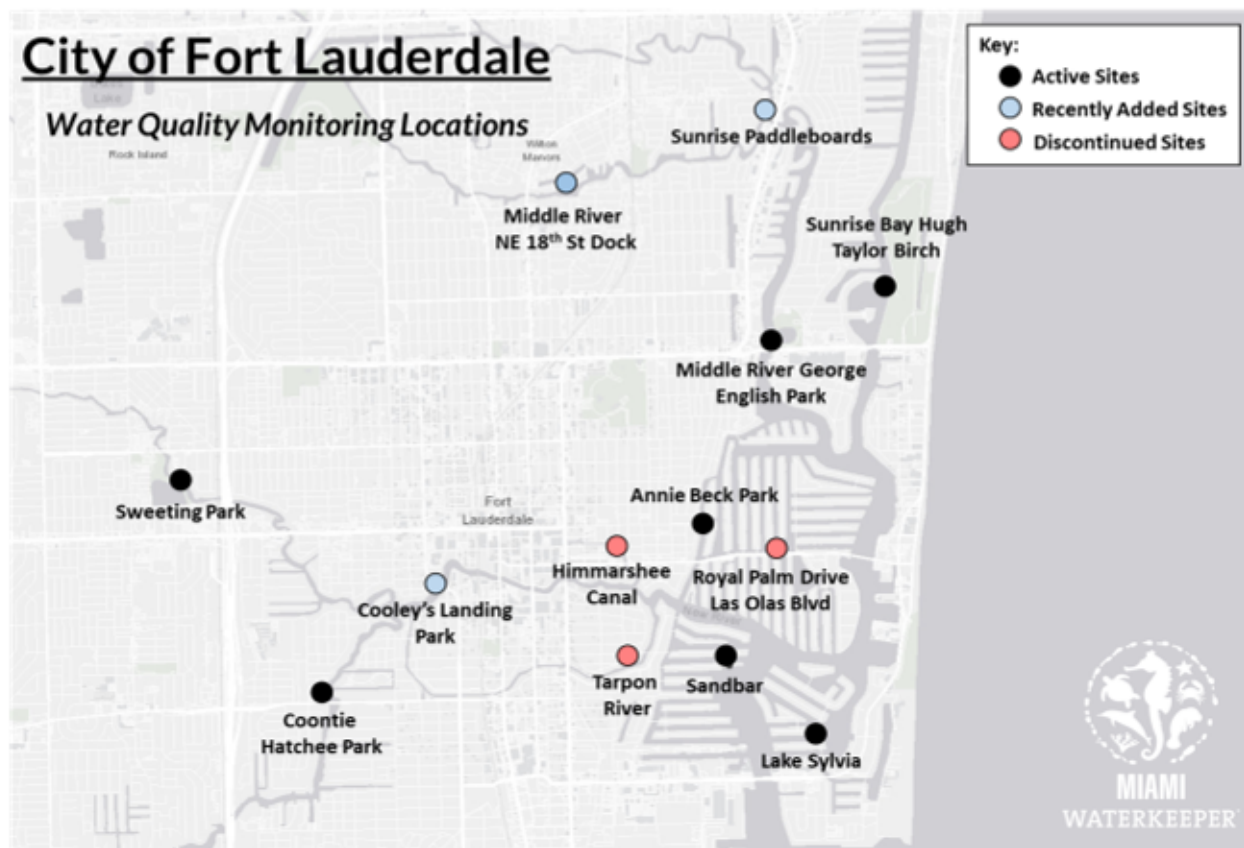 City of Fort Lauderdale
Water Quality Monitoring Locations
Key:
Active Sites
Recently Added Sites
Discontinued Sites
Lake
Rock Island
Wilton
Manors
Sunrise Paddleboards
Middle River
NE 18th St Dock
Sunrise Bay Hugh
Taylor Birch
Middle River George
English Park
Sweeting Park
Fort
Lauderdale
Annie Beck Park
Himmarshee
Canal
Royal Palm Drive
Las Olas Blvd
Cooley's Landing
Park
New River
Tarpon
River
Sandbar
Coontie
Hatchee Park
Lake Sylvia
MIAMI
WATERKEEPER